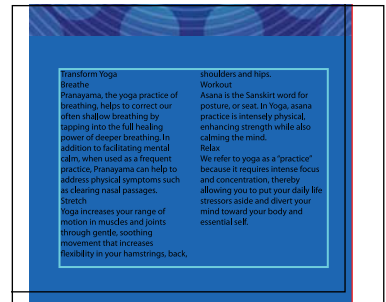 Transform Yoga
Breathe
Pranayama, the yoga practice of
breathing, helps to correct our
often shallow breathing by
tapping into the full healing
power of deeper breathing. In
addition to facilitating mental
calm, when used as a frequent
practice, Pranayama can help to
address physical symptoms such
as clearing nasal passages.
Stretch
Yoga increases your range of
motion in muscles and joints
through gentle, soothing
movement that increases
flexibility in your hamstrings, back,
shoulders and hips.
Workout
Asana is the Sanskirt word for
posture, or seat. In Yoga, asana
practice is intensely physical,
enhancing strength while also
calming the mind.
Relax
We refer to yoga as a “practice”
because it requires intense focus
and concentration, thereby
allowing you to put your daily life
stressors aside and divert your
mind toward your body and
essential self.